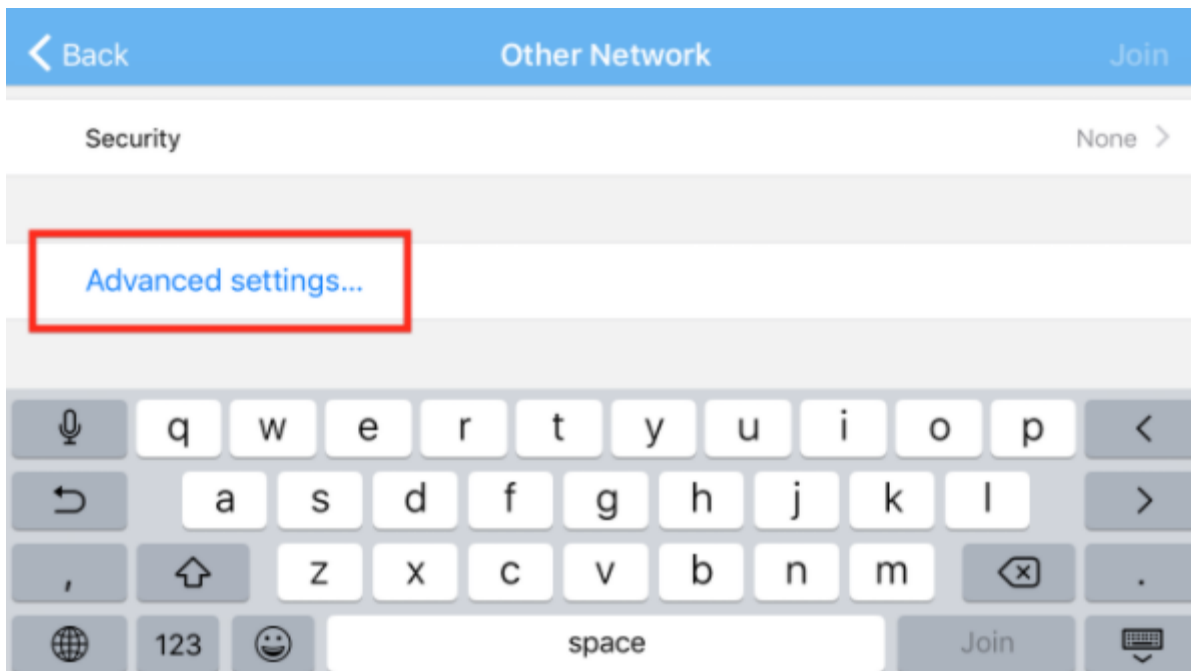 Back Other Network Join
Security None
Advanced settings...
q w e r t y u i o p <
a s d f g h j k l >
, z x c v b n m .
123 space Join